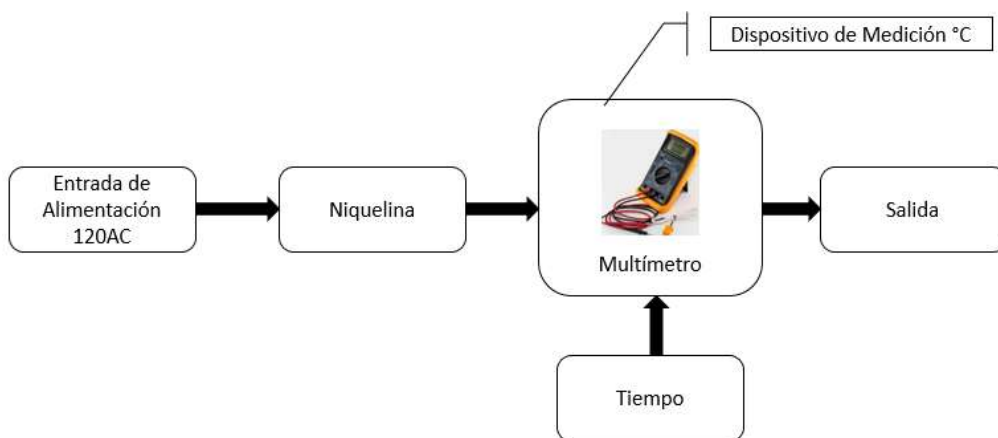 Dispositivo de Medición °C
Entrada de
Alimentación
120AC
Niquelina
Multímetro
Salida
Tiempo